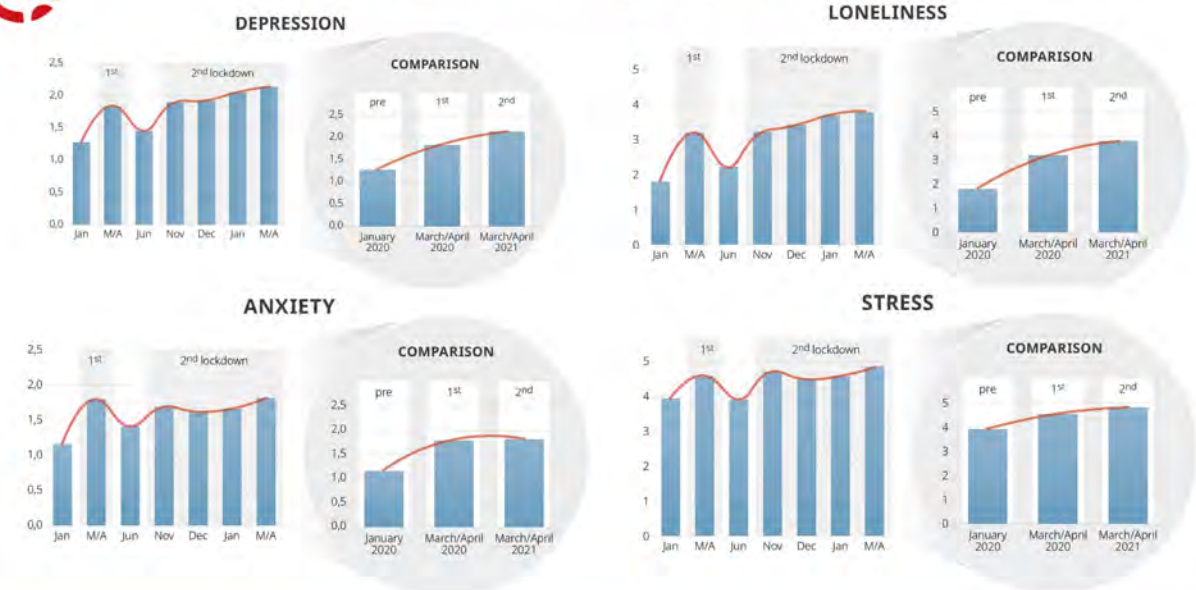 DEPRESSION
2,5
2,0
1,5
1,0
0,5
0,0
1st
2nd lockdown
Jan M/A Jun Nov Dec Jan M/A
COMPARISON
pre 1st 2nd
2,5
2,0
1,5
1,0
0,5
0,0
January 2020
March/April 2020
March/April 2021
LONELINESS
5
4
3
2
1
0
1st
2nd lockdown
Jan M/A Jun Nov Dec Jan M/A
COMPARISON
pre 1st 2nd
5
4
3
2
1
0
January 2020
March/April 2020
March/April 2021
ANXIETY
2,5
2,0
1,5
1,0
0,5
0,0
1st
2nd lockdown
Jan M/A Jun Nov Dec Jan M/A
COMPARISON
pre 1st 2nd
2,5
2,0
1,5
1,0
0,5
0,0
January 2020
March/April 2020
March/April 2021
STRESS
5
4
3
2
1
0
1st
2nd lockdown
Jan M/A Jun Nov Dec Jan M/A
COMPARISON
pre 1st 2nd
5
4
3
2
1
0
January 2020
March/April 2020
March/April 2021